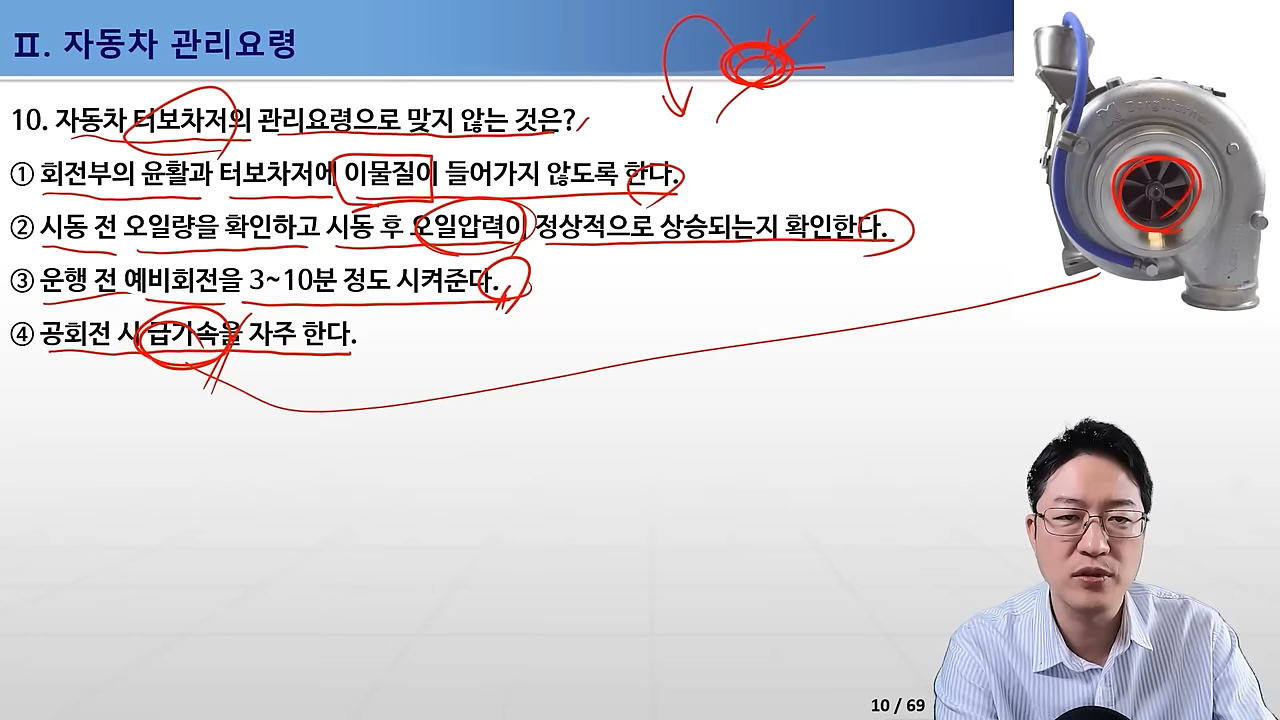 Ⅱ. 자동차 관리요령
10. 자동차 터보차저의 관리요령으로 맞지 않는 것은?
① 회전부의 윤활과 터보차저에 이물질이 들어가지 않도록 한다.
② 시동 전 오일량을 확인하고 시동 후 오일압력이 정상적으로 상승되는지 확인한다.
③ 운행 전 예비회전을 3~10분 정도 시켜준다.
④ 공회전 시 급가속을 자주 한다.
BorgWarner
10 / 69